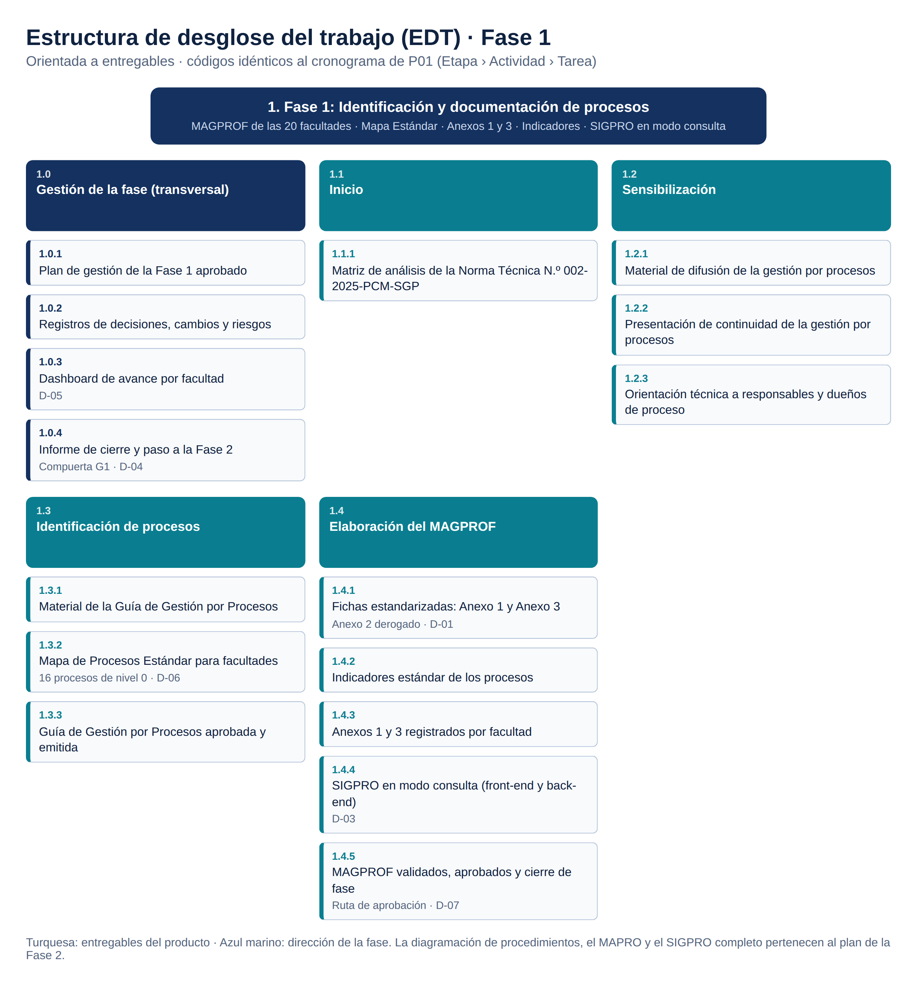 Estructura de desglose del trabajo (EDT) · Fase 1
Orientada a entregables · códigos idénticos al cronograma de P01 (Etapa › Actividad › Tarea)
1. Fase 1: Identificación y documentación de procesos
MAGPROF de las 20 facultades · Mapa Estándar · Anexos 1 y 3 · Indicadores · SIGPRO en modo consulta
1.0
Gestión de la fase (transversal)
1.0.1
Plan de gestión de la Fase 1 aprobado
1.0.2
Registros de decisiones, cambios y riesgos
1.0.3
Dashboard de avance por facultad
D-05
1.0.4
Informe de cierre y paso a la Fase 2
Compuerta G1 · D-04
1.1
Inicio
1.1.1
Matriz de análisis de la Norma Técnica N.º 002-
2025-PCM-SGP
1.2
Sensibilización
1.2.1
Material de difusión de la gestión por procesos
1.2.2
Presentación de continuidad de la gestión por
procesos
1.2.3
Orientación técnica a responsables y dueños
de proceso
1.3
Identificación de procesos
1.3.1
Material de la Guía de Gestión por Procesos
1.3.2
Mapa de Procesos Estándar para facultades
16 procesos de nivel 0 · D-06
1.3.3
Guía de Gestión por Procesos aprobada y
emitida
1.4
Elaboración del MAGPROF
1.4.1
Fichas estandarizadas: Anexo 1 y Anexo 3
Anexo 2 derogado · D-01
1.4.2
Indicadores estándar de los procesos
1.4.3
Anexos 1 y 3 registrados por facultad
1.4.4
SIGPRO en modo consulta (front-end y back-
end)
D-03
1.4.5
MAGPROF validados, aprobados y cierre de
fase
Ruta de aprobación · D-07
Turquesa: entregables del producto · Azul marino: dirección de la fase. La diagramación de procedimientos, el MAPRO y el SIGPRO completo pertenecen al plan de la
Fase 2.